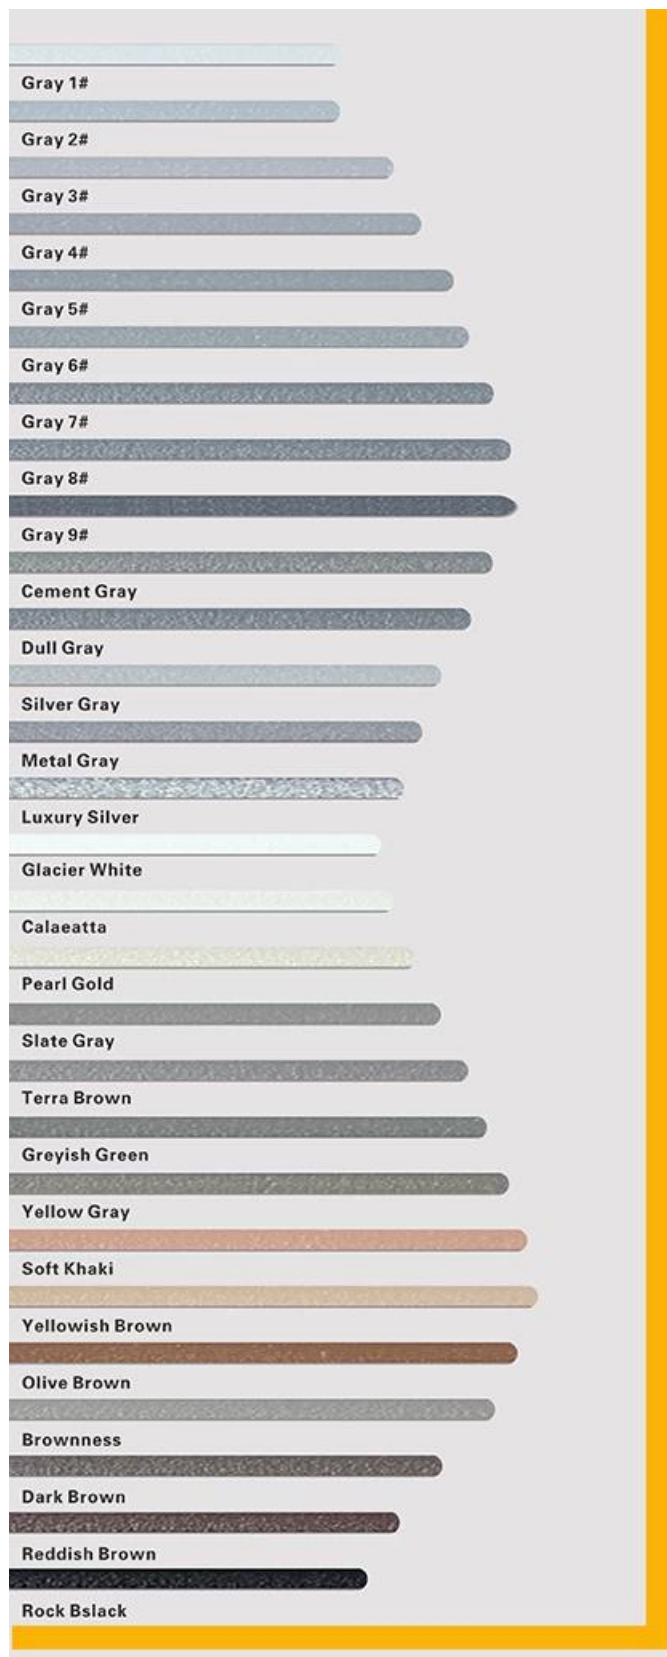 Gray 1#
Gray 2#
Gray 3#
Gray 4#
Gray 5#
Gray 6#
Gray 7#
Gray 8#
Gray 9#
Cement Gray
Dull Gray
Silver Gray
Metal Gray
Luxury Silver
Glacier White
Calaeatta
Pearl Gold
Slate Gray
Terra Brown
Greyish Green
Yellow Gray
Soft Khaki
Yellowish Brown
Olive Brown
Brownness
Dark Brown
Reddish Brown
Rock Bslack